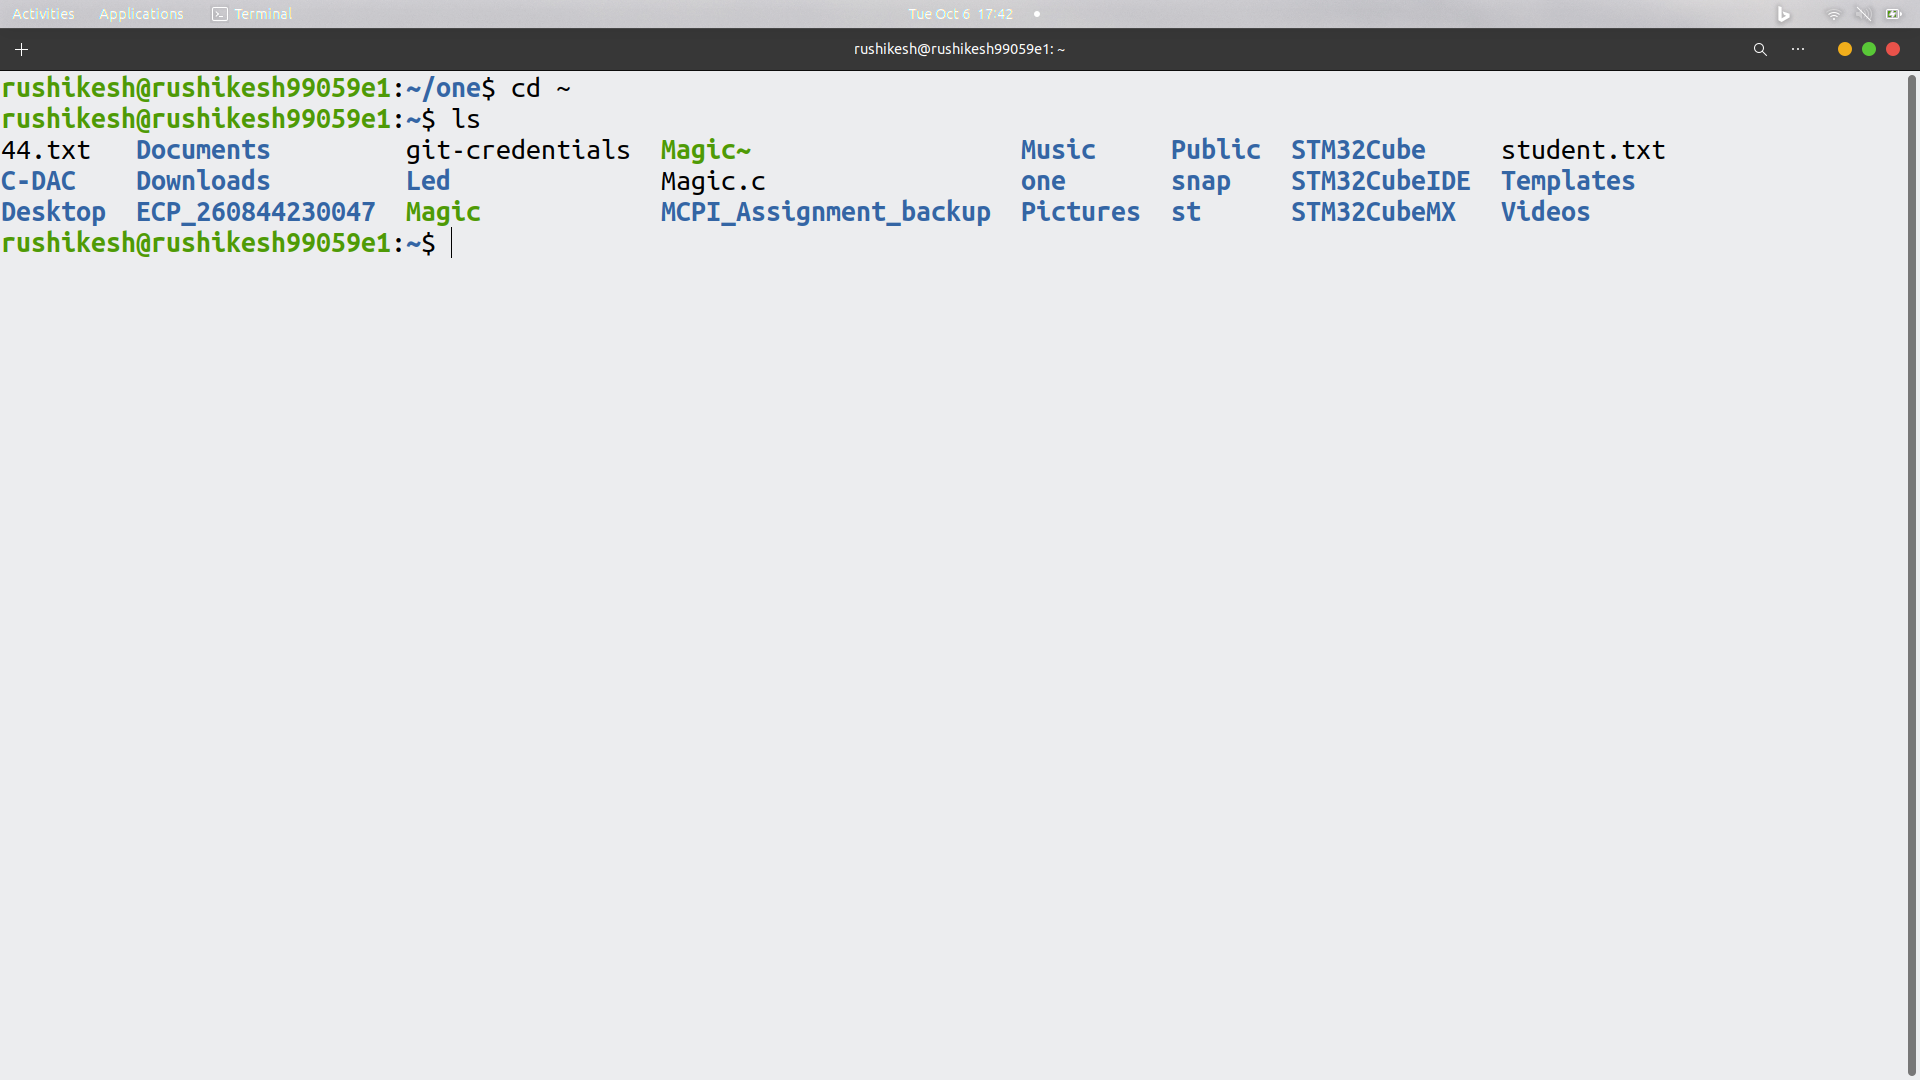 Activities Applications Terminal Tue Oct 6 17:42
rushikesh@rushikesh99059e1: ~
rushikesh@rushikesh99059e1:~/one$ cd ~
rushikesh@rushikesh99059e1:~$ ls
44.txt Documents git-credentials Magic~ Music Public STM32Cube student.txt
C-DAC Downloads Led Magic.c one snap STM32CubeIDE Templates
Desktop ECP_260844230047 Magic MCPI_Assignment_backup Pictures st STM32CubeMX Videos
rushikesh@rushikesh99059e1:~$